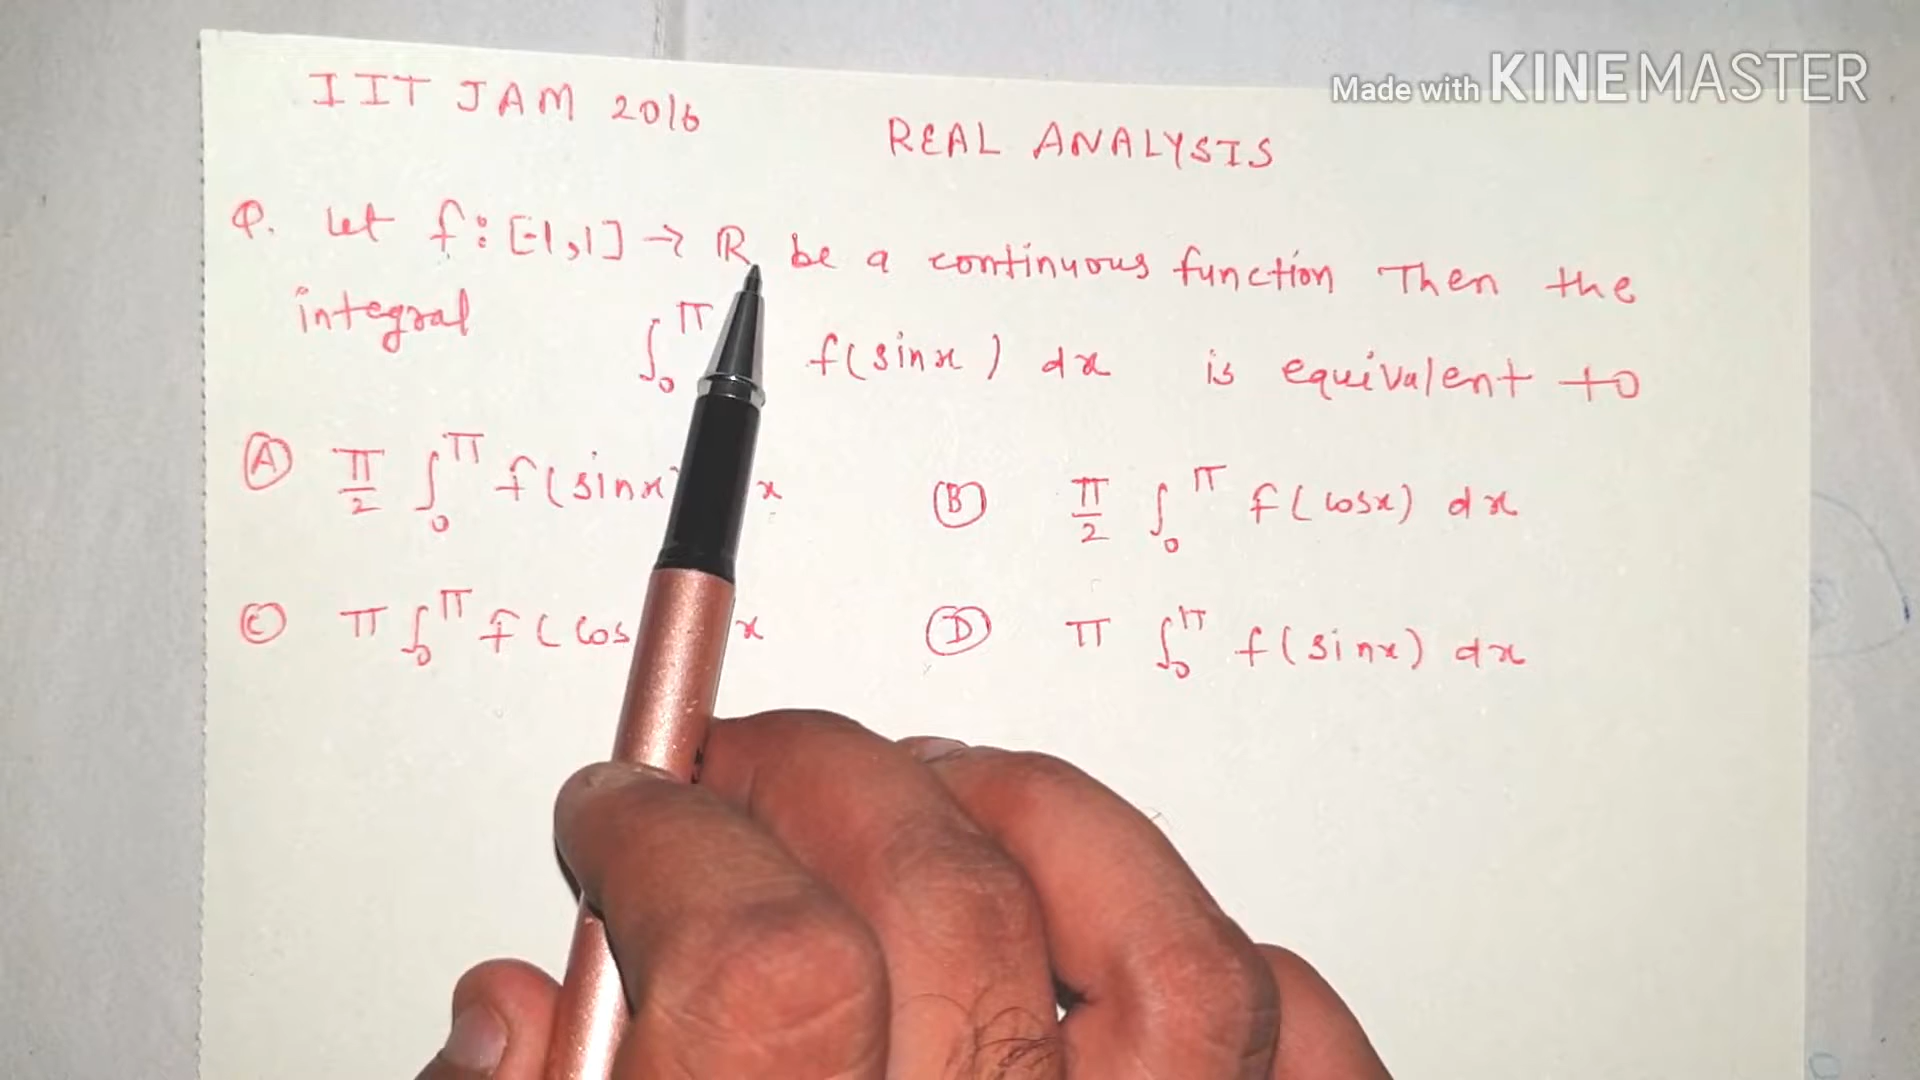 Made with KINEMASTER
IIT JAM 2016
REAL ANALYSIS
Q. Let f: [-1,1] → ℝ be a continuous function Then the
integral ∫₀^π f(sinx) dx is equivalent to
Ⓐ π/2 ∫₀^π f(sinx) x
Ⓑ π/2 ∫₀^π f(cosx) dx
Ⓒ π ∫₀^π f(cos x
Ⓓ π ∫₀^π f(sinx) dx